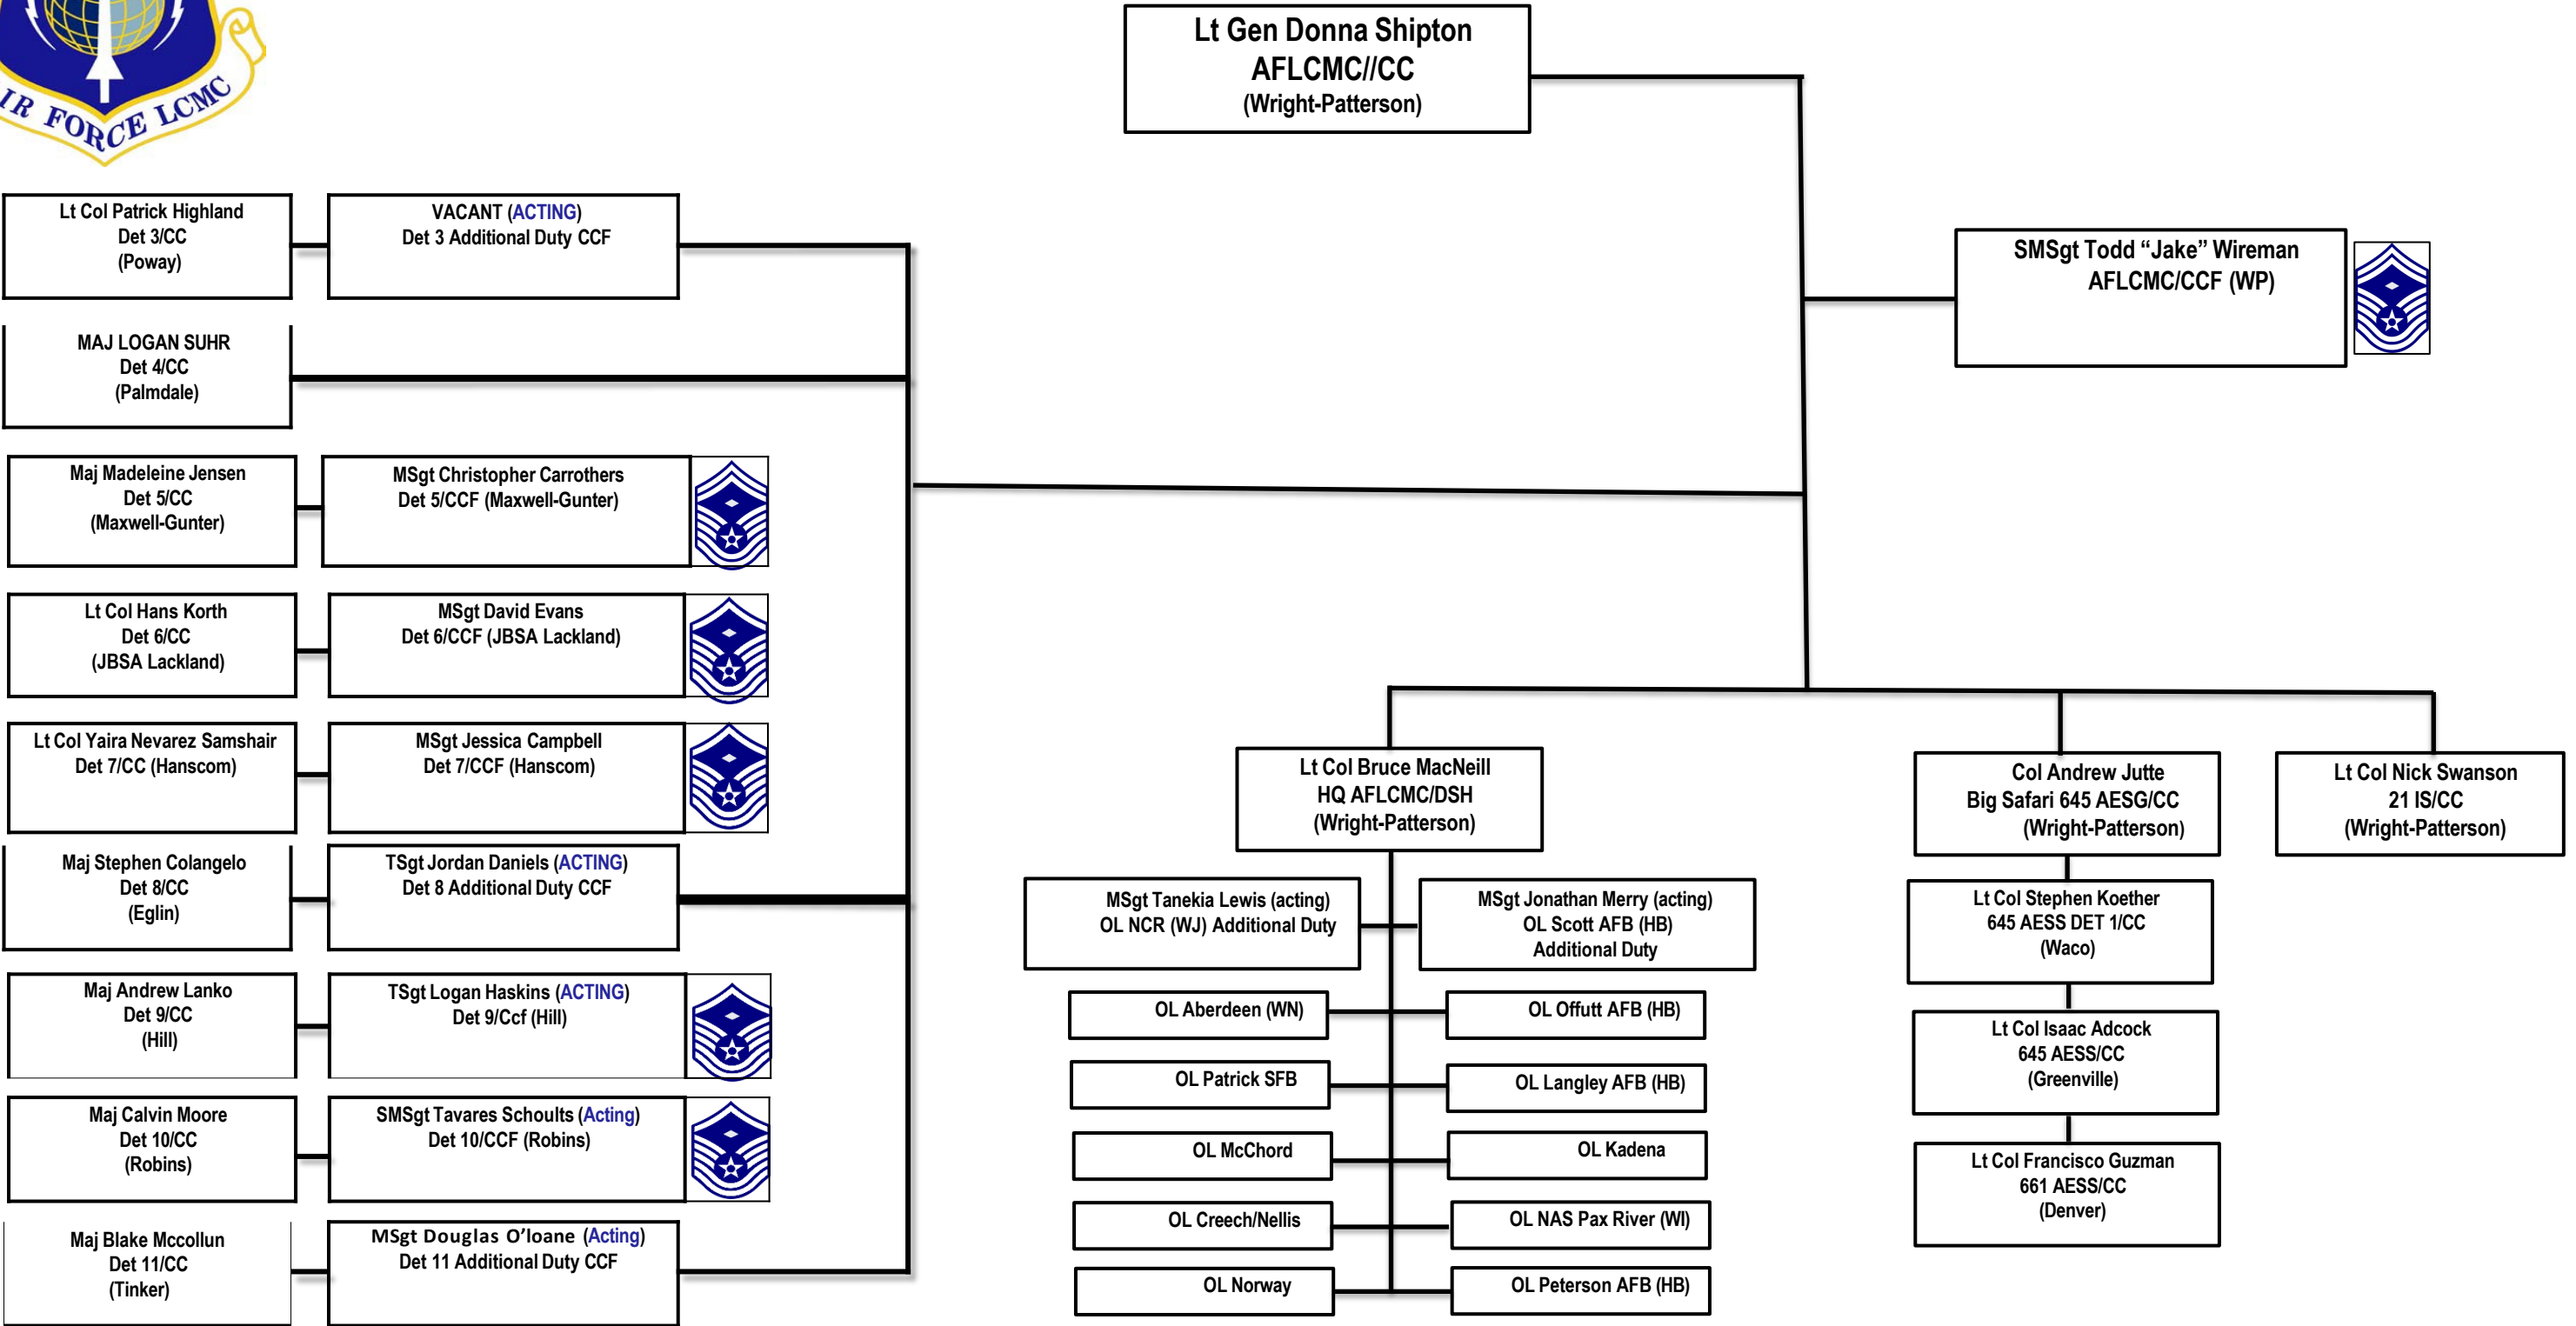 IR FORCE LCMC
Lt Gen Donna Shipton
AFLCMC//CC
(Wright-Patterson)
SMSgt Todd “Jake” Wireman
AFLCMC/CCF (WP)
Lt Col Patrick Highland
Det 3/CC
(Poway)
VACANT (ACTING)
Det 3 Additional Duty CCF
MAJ LOGAN SUHR
Det 4/CC
(Palmdale)
Maj Madeleine Jensen
Det 5/CC
(Maxwell-Gunter)
MSgt Christopher Carrothers
Det 5/CCF (Maxwell-Gunter)
Lt Col Hans Korth
Det 6/CC
(JBSA Lackland)
MSgt David Evans
Det 6/CCF (JBSA Lackland)
Lt Col Yaira Nevarez Samshair
Det 7/CC (Hanscom)
MSgt Jessica Campbell
Det 7/CCF (Hanscom)
Maj Stephen Colangelo
Det 8/CC
(Eglin)
TSgt Jordan Daniels (ACTING)
Det 8 Additional Duty CCF
Maj Andrew Lanko
Det 9/CC
(Hill)
TSgt Logan Haskins (ACTING)
Det 9/Ccf (Hill)
Maj Calvin Moore
Det 10/CC
(Robins)
SMSgt Tavares Schoults (Acting)
Det 10/CCF (Robins)
Maj Blake Mccollun
Det 11/CC
(Tinker)
MSgt Douglas O’loane (Acting)
Det 11 Additional Duty CCF
Lt Col Bruce MacNeill
HQ AFLCMC/DSH
(Wright-Patterson)
MSgt Tanekia Lewis (acting)
OL NCR (WJ) Additional Duty
MSgt Jonathan Merry (acting)
OL Scott AFB (HB)
Additional Duty
OL Aberdeen (WN)
OL Offutt AFB (HB)
OL Patrick SFB
OL Langley AFB (HB)
OL McChord
OL Kadena
OL Creech/Nellis
OL NAS Pax River (WI)
OL Norway
OL Peterson AFB (HB)
Col Andrew Jutte
Big Safari 645 AESG/CC
(Wright-Patterson)
Lt Col Stephen Koether
645 AESS DET 1/CC
(Waco)
Lt Col Isaac Adcock
645 AESS/CC
(Greenville)
Lt Col Francisco Guzman
661 AESS/CC
(Denver)
Lt Col Nick Swanson
21 IS/CC
(Wright-Patterson)